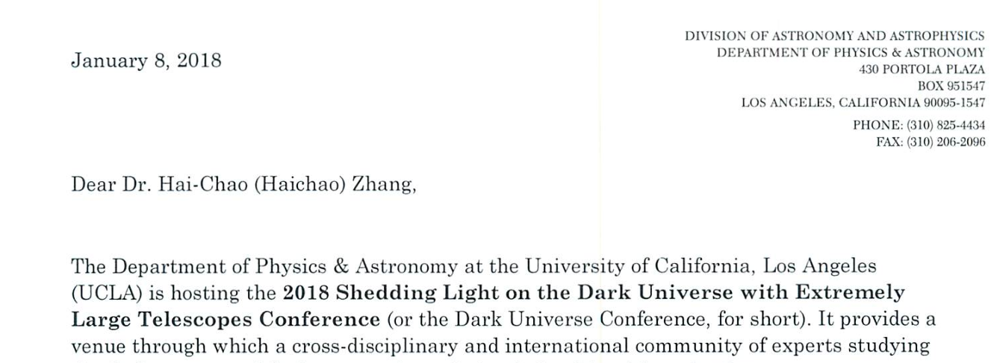 January 8, 2018
DIVISION OF ASTRONOMY AND ASTROPHYSICS
DEPARTMENT OF PHYSICS & ASTRONOMY
430 PORTOLA PLAZA
BOX 951547
LOS ANGELES, CALIFORNIA 90095-1547
PHONE: (310) 825-4434
FAX: (310) 206-2096
Dear Dr. Hai-Chao (Haichao) Zhang,
The Department of Physics & Astronomy at the University of California, Los Angeles
(UCLA) is hosting the 2018 Shedding Light on the Dark Universe with Extremely
Large Telescopes Conference (or the Dark Universe Conference, for short). It provides a
venue through which a cross-disciplinary and international community of experts studying